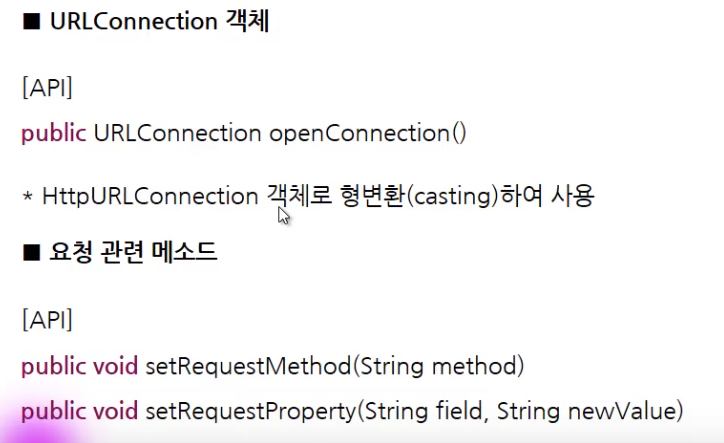 ■ URLConnection 객체
[API]
public URLConnection openConnection()
* HttpURLConnection 객체로 형변환(casting)하여 사용
■ 요청 관련 메소드
[API]
public void setRequestMethod(String method)
public void setRequestProperty(String field, String newValue)